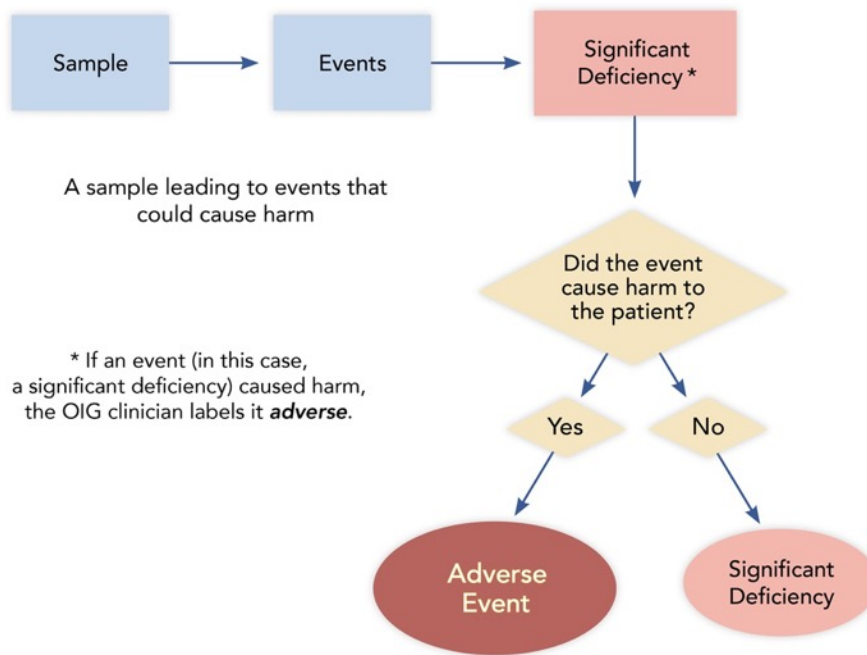 Sample
Events
Significant
Deficiency *
A sample leading to events that
could cause harm
Did the event
cause harm to
the patient?
* If an event (in this case,
a significant deficiency) caused harm,
the OIG clinician labels it adverse.
Yes
No
Adverse
Event
Significant
Deficiency